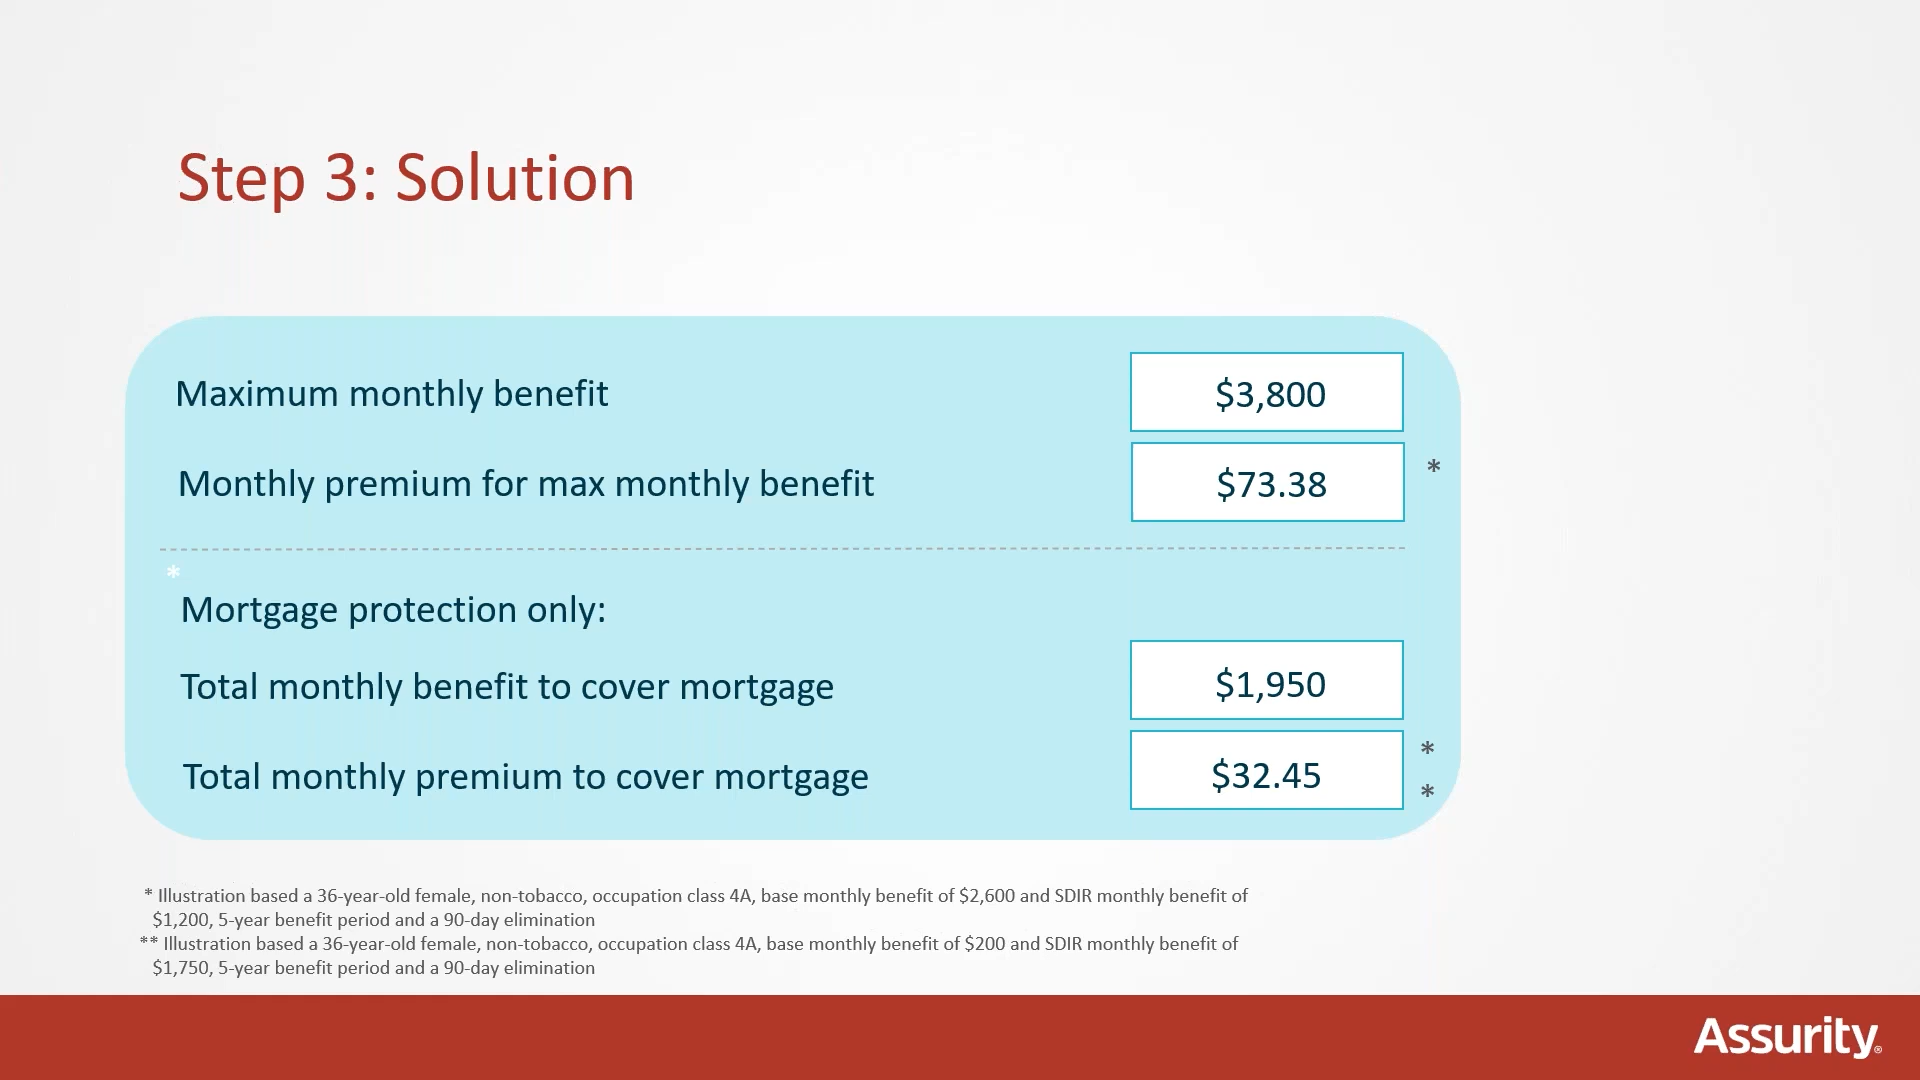 Step 3: Solution
Maximum monthly benefit
$3,800
Monthly premium for max monthly benefit
$73.38
*
*
Mortgage protection only:
Total monthly benefit to cover mortgage
$1,950
Total monthly premium to cover mortgage
$32.45
*
*
* Illustration based a 36-year-old female, non-tobacco, occupation class 4A, base monthly benefit of $2,600 and SDIR monthly benefit of
$1,200, 5-year benefit period and a 90-day elimination
** Illustration based a 36-year-old female, non-tobacco, occupation class 4A, base monthly benefit of $200 and SDIR monthly benefit of
$1,750, 5-year benefit period and a 90-day elimination
Assurity®